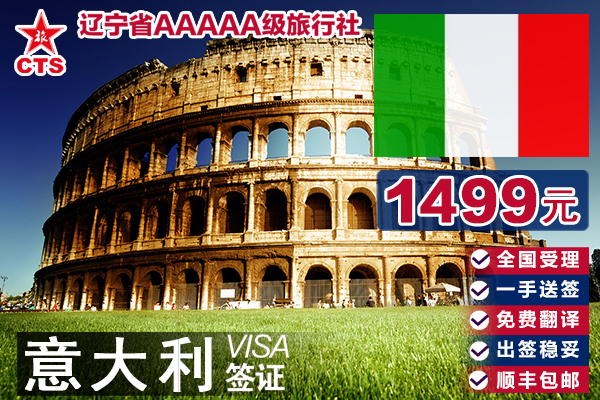 旅
CTS
辽宁省AAAAA级旅行社
1499元
全国受理
一手送签
免费翻译
出签稳妥
顺丰包邮
意大利
VISA
签证